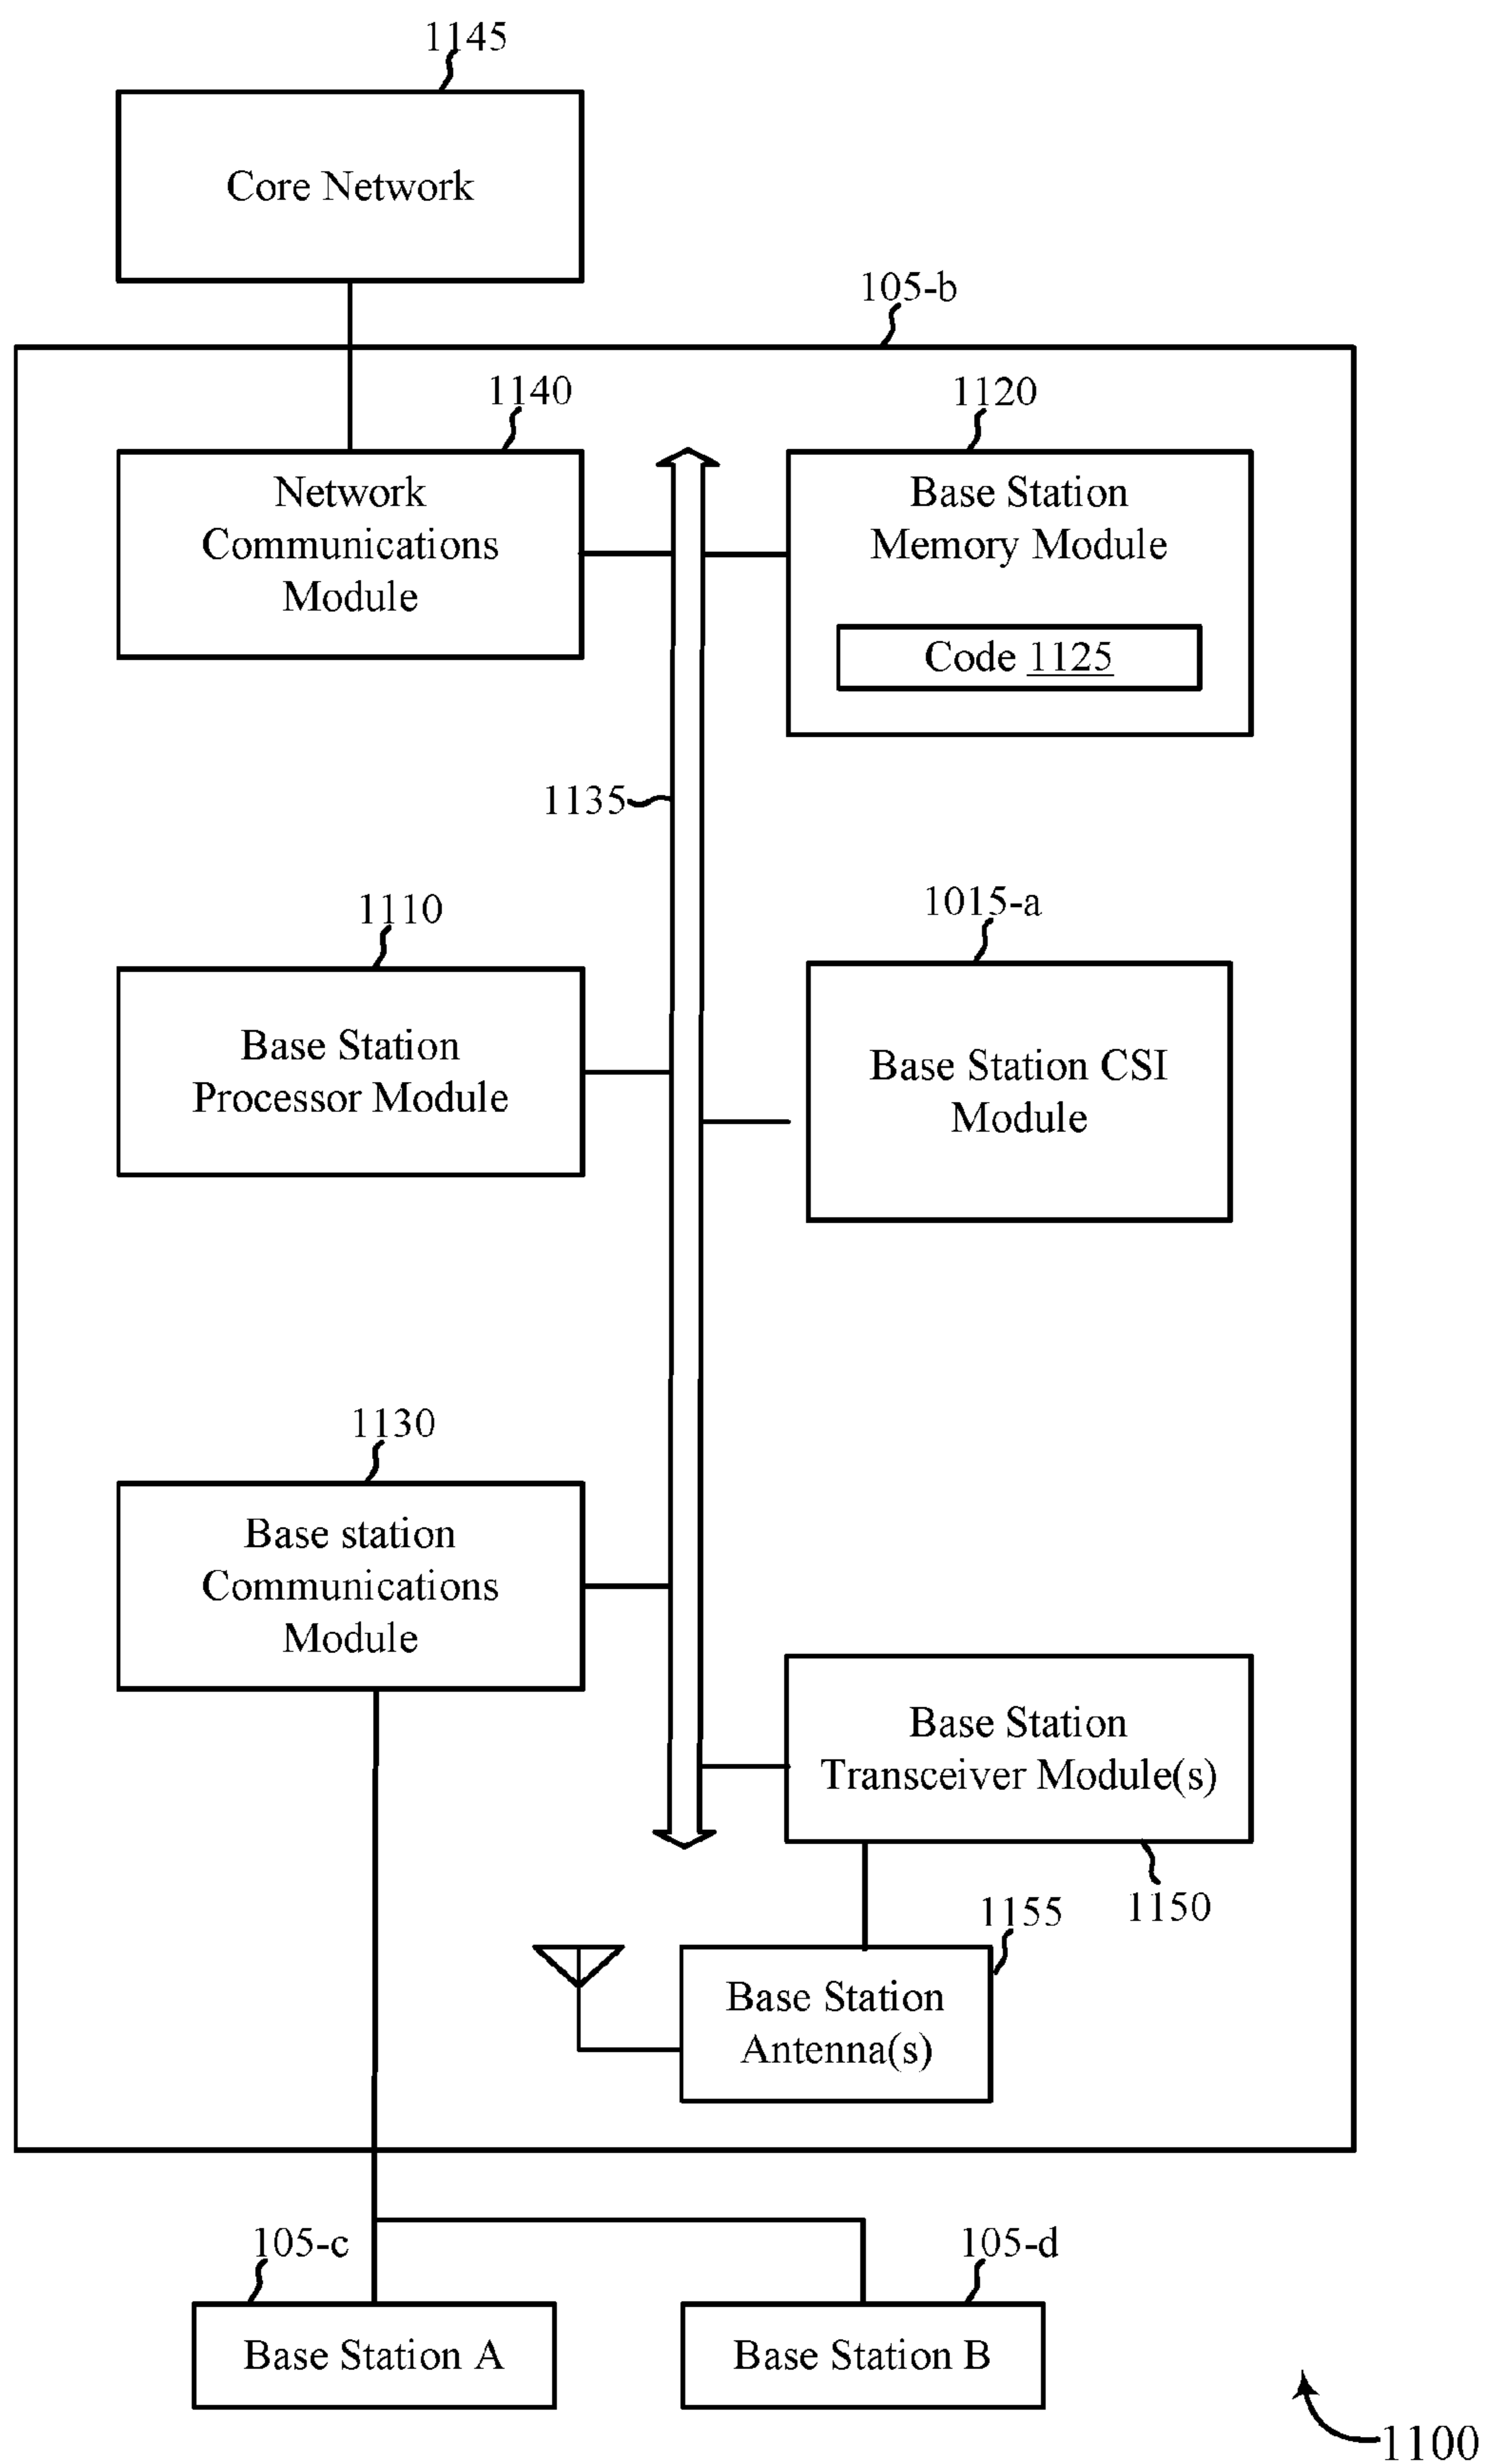 1145
Core Network
105-b
1140
1120
Network
Communications
Module
Base Station
Memory Module
Code 1125
1135
1110
1015-a
Base Station
Processor Module
Base Station CSI
Module
1130
Base station
Communications
Module
Base Station
Transceiver Module(s)
1150
1155
Base Station
Antenna(s)
105-c
105-d
Base Station A
Base Station B
1100